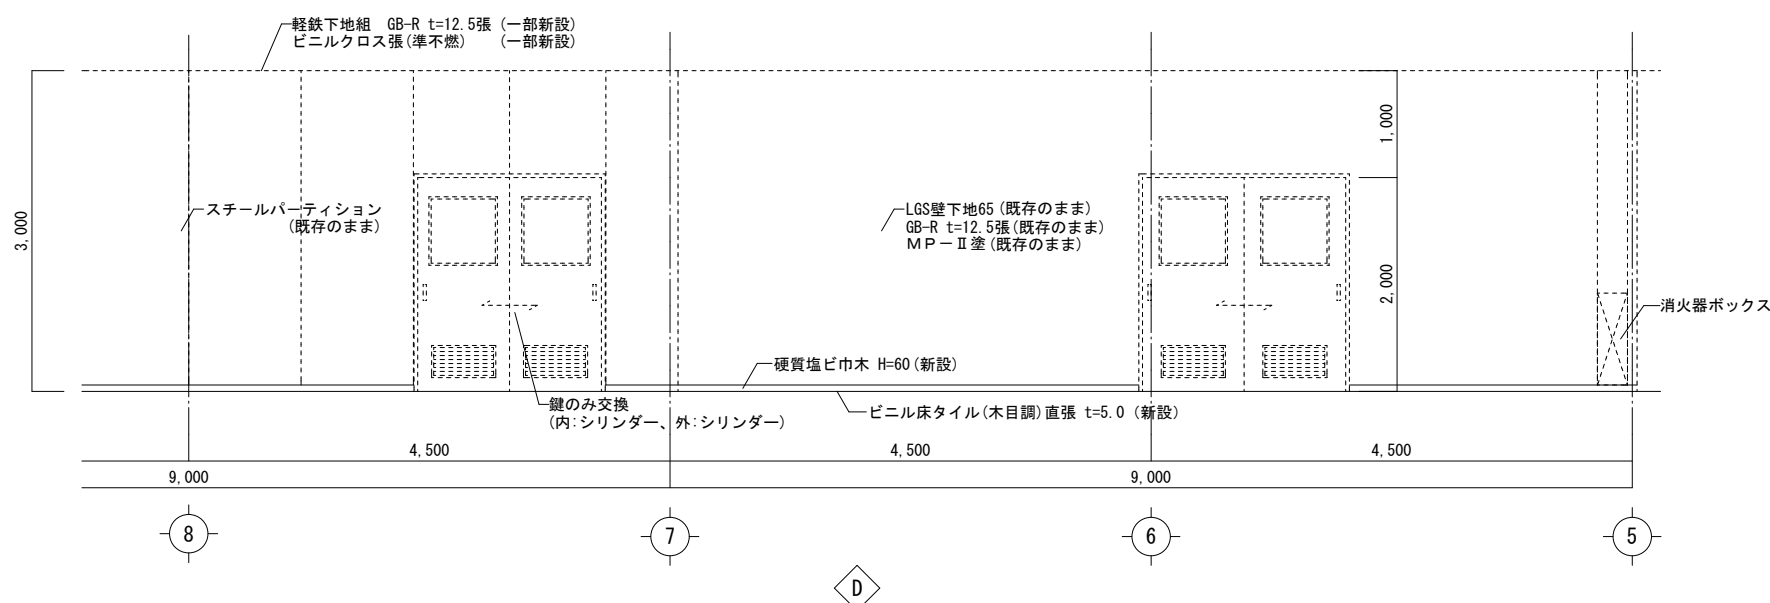 軽鉄下地組 GB-R t=12.5張 (一部新設)
ビニルクロス張(準不燃) (一部新設)
3,000
スチールパーティション
(既存のまま)
LGS壁下地65(既存のまま)
GB-R t=12.5張(既存のまま)
MP-Ⅱ塗(既存のまま)
1,000
2,000
消火器ボックス
硬質塩ビ巾木 H=60(新設)
鍵のみ交換
(内:シリンダー、外:シリンダー)
ビニル床タイル(木目調)直張 t=5.0 (新設)
4,500
4,500
4,500
9,000
9,000
8
7
6
5
D